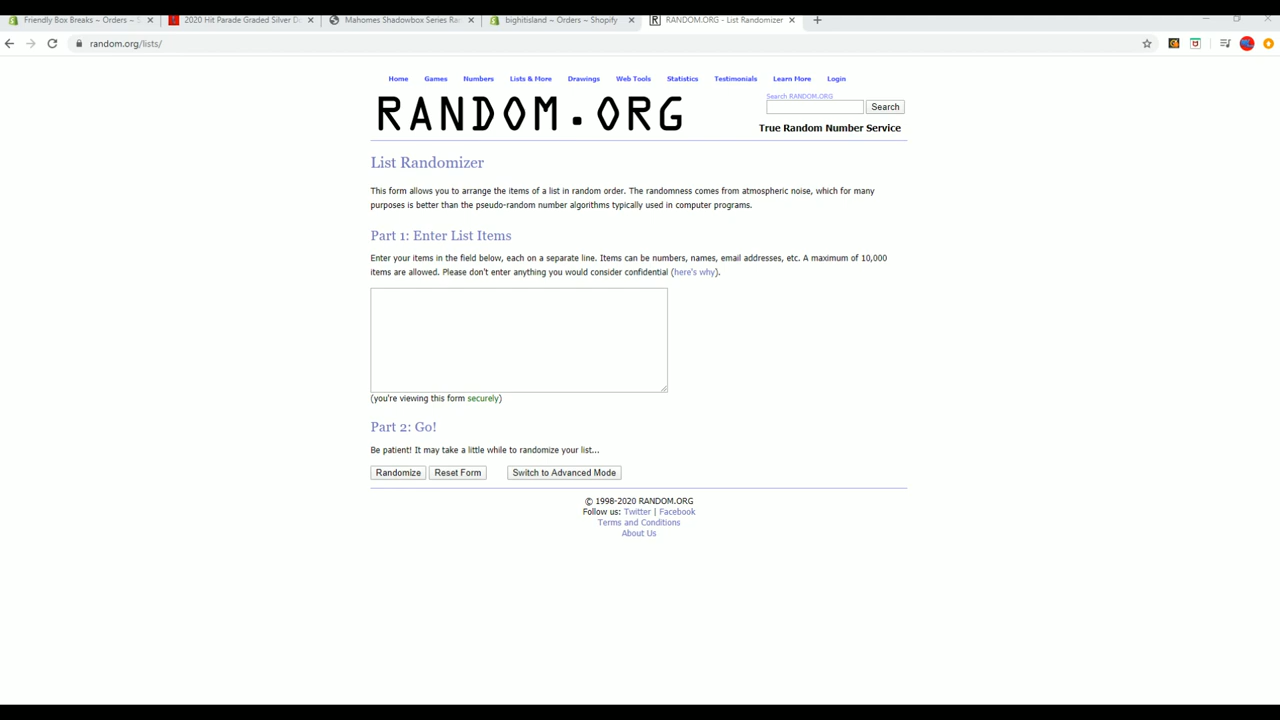 Friendly Box Breaks ~ Orders ~ S
2020 Hit Parade Graded Silver Do
Mahomes Shadowbox Series Ra
bighitisland ~ Orders ~ Shopify
RANDOM.ORG - List Randomizer
random.org/lists/
Home Games Numbers Lists & More Drawings Web Tools Statistics Testimonials Learn More Login
RANDOM.ORG
Search RANDOM.ORG
Search
True Random Number Service
List Randomizer
This form allows you to arrange the items of a list in random order. The randomness comes from atmospheric noise, which for many
purposes is better than the pseudo-random number algorithms typically used in computer programs.
Part 1: Enter List Items
Enter your items in the field below, each on a separate line. Items can be numbers, names, email addresses, etc. A maximum of 10,000
items are allowed. Please don't enter anything you would consider confidential (here's why).
(you're viewing this form securely)
Part 2: Go!
Be patient! It may take a little while to randomize your list...
Randomize Reset Form Switch to Advanced Mode
© 1998-2020 RANDOM.ORG
Follow us: Twitter | Facebook
Terms and Conditions
About Us